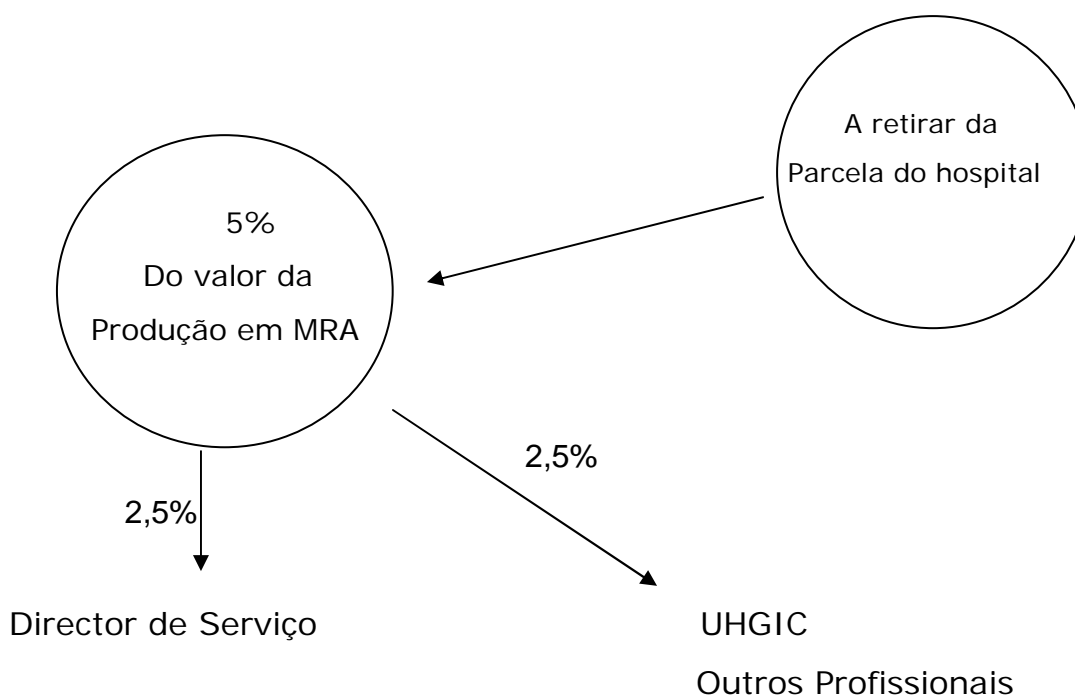 A retirar da
Parcela do hospital
5%
Do valor da
Produção em MRA
2,5%
2,5%
Director de Serviço
UHGIC
Outros Profissionais